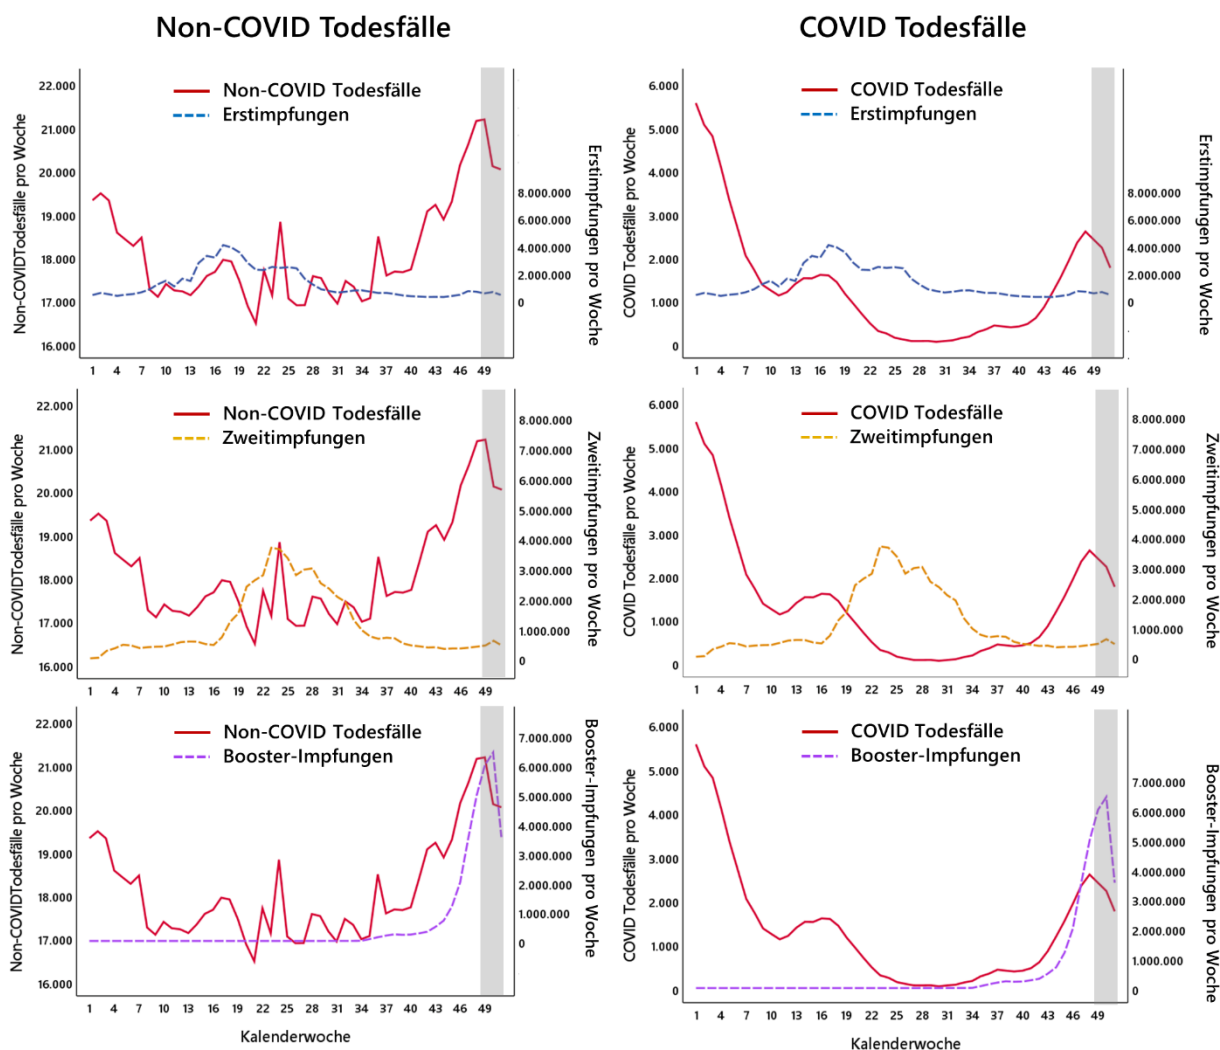 Non-COVID Todesfälle
COVID Todesfälle
Non-COVIDTodesfälle pro Woche
22.000
21.000
20.000
19.000
18.000
17.000
16.000
Non-COVID Todesfälle
Erstimpfungen
8.000.000
6.000.000
4.000.000
2.000.000
0
Erstimpfungen pro Woche
1 4 7 10 13 16 19 22 25 28 31 34 37 40 43 46 49
COVID Todesfälle pro Woche
6.000
5.000
4.000
3.000
2.000
1.000
0
COVID Todesfälle
Erstimpfungen
8.000.000
6.000.000
4.000.000
2.000.000
0
Erstimpfungen pro Woche
1 4 7 10 13 16 19 22 25 28 31 34 37 40 43 46 49
Non-COVIDTodesfälle pro Woche
22.000
21.000
20.000
19.000
18.000
17.000
16.000
Non-COVID Todesfälle
Zweitimpfungen
8.000.000
7.000.000
6.000.000
5.000.000
4.000.000
3.000.000
2.000.000
1.000.000
0
Zweitimpfungen pro Woche
1 4 7 10 13 16 19 22 25 28 31 34 37 40 43 46 49
COVID Todesfälle pro Woche
6.000
5.000
4.000
3.000
2.000
1.000
0
COVID Todesfälle
Zweitimpfungen
8.000.000
7.000.000
6.000.000
5.000.000
4.000.000
3.000.000
2.000.000
1.000.000
0
Zweitimpfungen pro Woche
1 4 7 10 13 16 19 22 25 28 31 34 37 40 43 46 49
Non-COVIDTodesfälle pro Woche
22.000
21.000
20.000
19.000
18.000
17.000
16.000
Non-COVID Todesfälle
Booster-Impfungen
7.000.000
6.000.000
5.000.000
4.000.000
3.000.000
2.000.000
1.000.000
0
Booster-Impfungen pro Woche
1 4 7 10 13 16 19 22 25 28 31 34 37 40 43 46 49
Kalenderwoche
COVID Todesfälle pro Woche
6.000
5.000
4.000
3.000
2.000
1.000
0
COVID Todesfälle
Booster-Impfungen
7.000.000
6.000.000
5.000.000
4.000.000
3.000.000
2.000.000
1.000.000
0
Booster-Impfungen pro Woche
1 4 7 10 13 16 19 22 25 28 31 34 37 40 43 46 49
Kalenderwoche